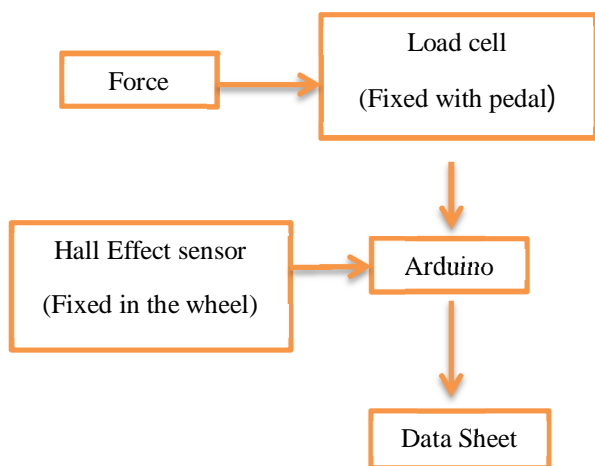 Force
Load cell
(Fixed with pedal)
Hall Effect sensor
(Fixed in the wheel)
Arduino
Data Sheet